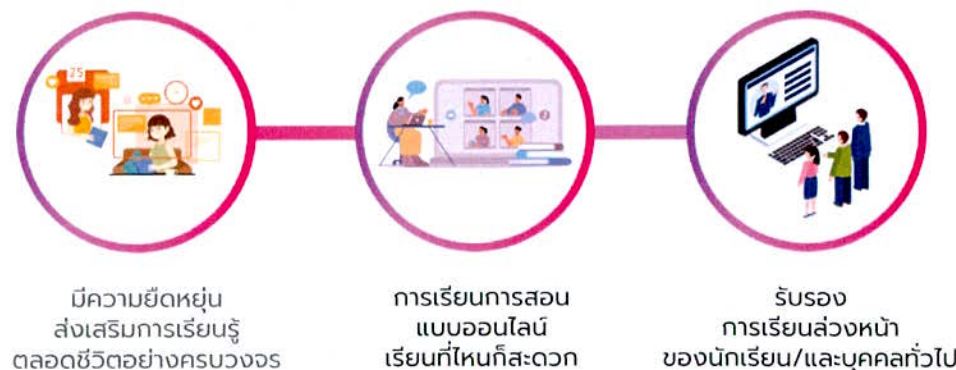 25
มีความยืดหยุ่น
ส่งเสริมการเรียนรู้
ตลอดชีวิตอย่างครบวงจร
การเรียนการสอน
แบบออนไลน์
เรียนที่ไหนก็สะดวก
รับรอง
การเรียนล่วงหน้า
ของนักเรียน/และบุคคลทั่วไป